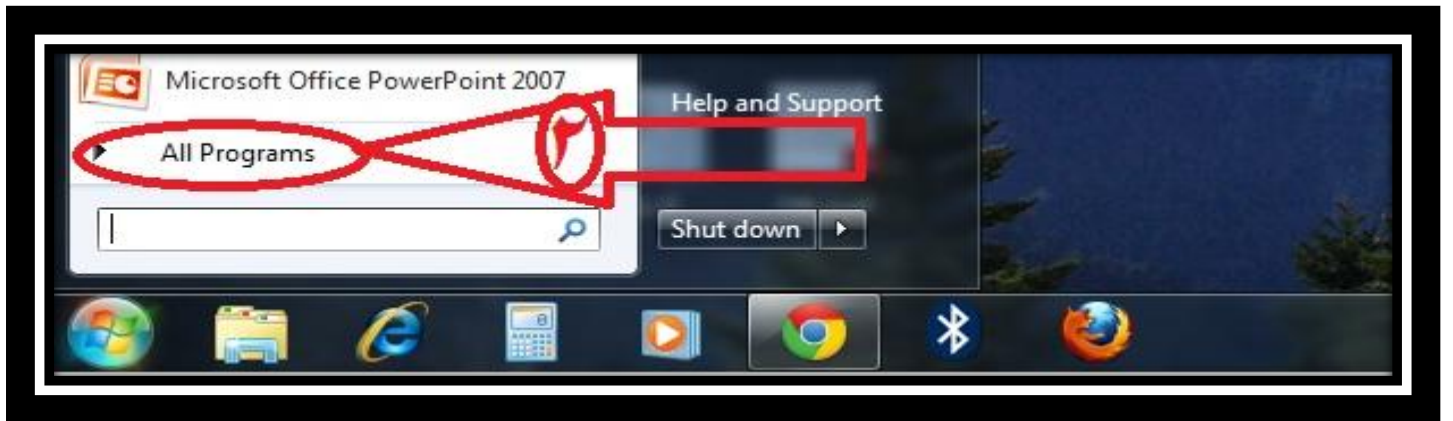 Microsoft Office PowerPoint 2007
Help and Support
All Programs
٢
Shut down